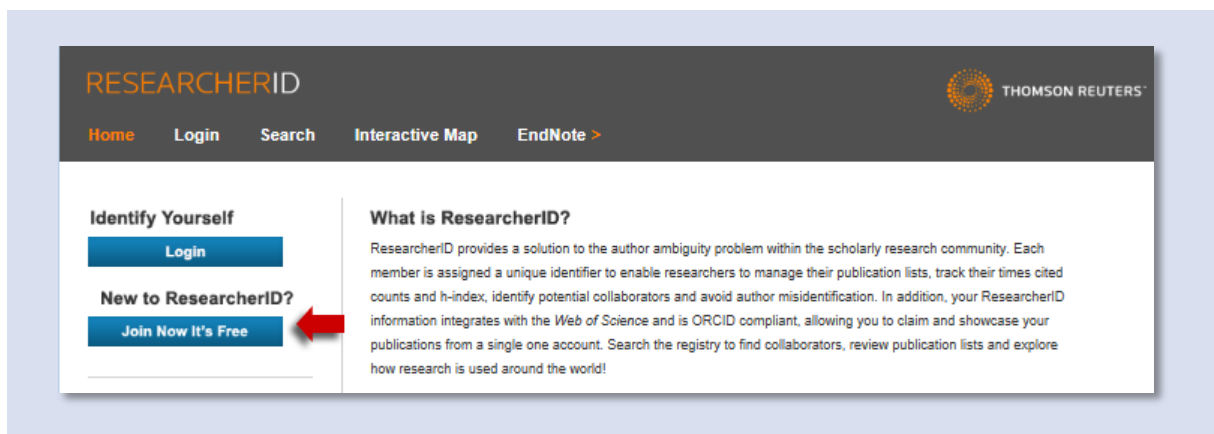 RESEARCHERID
THOMSON REUTERS™
Home Login Search Interactive Map EndNote >
Identify Yourself
Login
New to ResearcherID?
Join Now It's Free
What is ResearcherID?
ResearcherID provides a solution to the author ambiguity problem within the scholarly research community. Each
member is assigned a unique identifier to enable researchers to manage their publication lists, track their times cited
counts and h-index, identify potential collaborators and avoid author misidentification. In addition, your ResearcherID
information integrates with the Web of Science and is ORCID compliant, allowing you to claim and showcase your
publications from a single one account. Search the registry to find collaborators, review publication lists and explore
how research is used around the world!